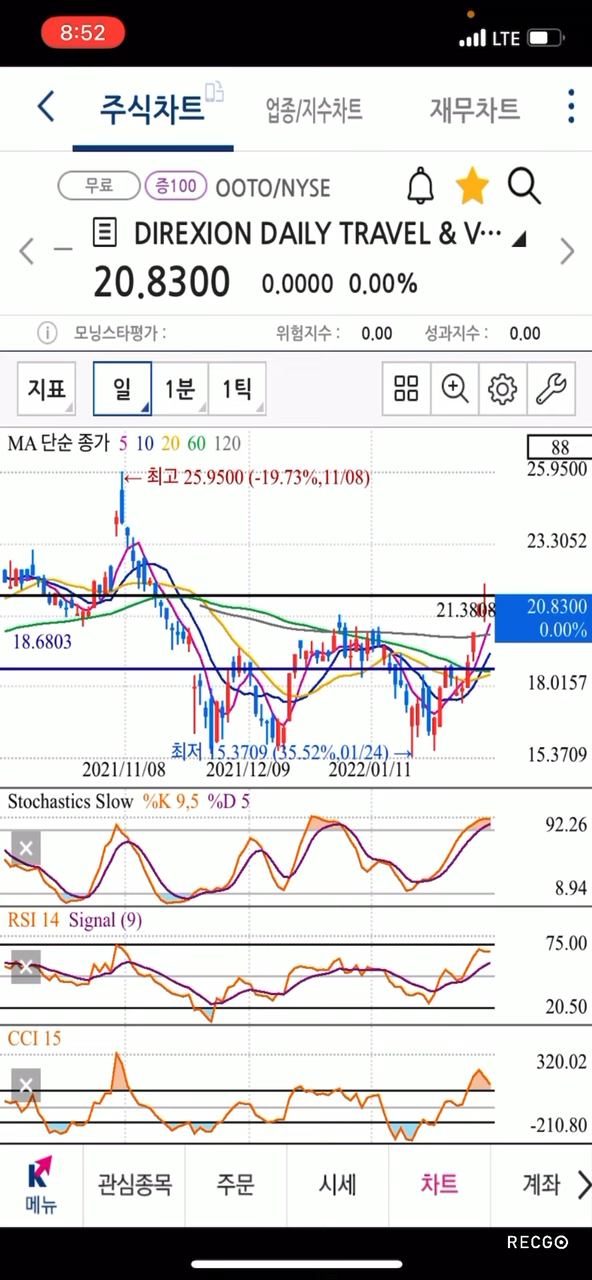 8:52 LTE
주식차트 업종/지수차트 재무차트
무료 증100 OOTO/NYSE
DIREXION DAILY TRAVEL & V···
20.8300 0.0000 0.00%
모닝스타평가 : 위험지수 : 0.00 성과지수 : 0.00
지표 일 1분 1틱
MA 단순 종가 5 10 20 60 120
88
25.9500
← 최고 25.9500 (-19.73%,11/08)
23.3052
21.3808
20.8300
0.00%
18.6803
18.0157
최저 15.3709 (35.52%,01/24) →
15.3709
2021/11/08 2021/12/09 2022/01/11
Stochastics Slow %K 9,5 %D 5
92.26
8.94
RSI 14 Signal (9)
75.00
20.50
CCI 15
320.02
-210.80
메뉴 관심종목 주문 시세 차트 계좌
RECGO